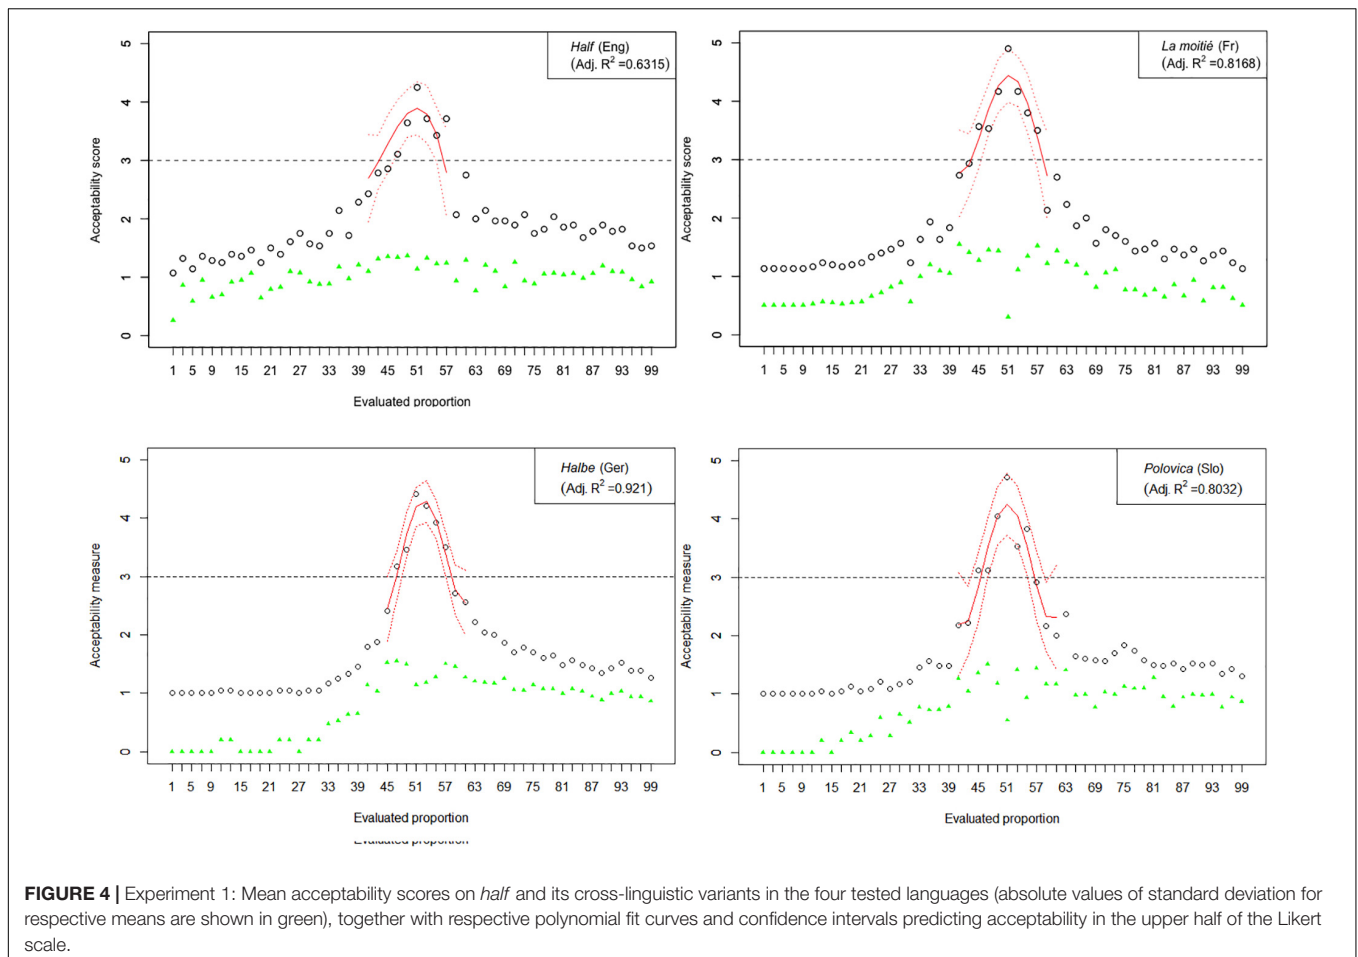 Half (Eng)
(Adj. R² =0.6315)
Acceptability score
5
4
3
2
1
0
1 5 9 15 21 27 33 39 45 51 57 63 69 75 81 87 93 99
Evaluated proportion
La moitié (Fr)
(Adj. R² =0.8168)
Acceptability score
5
4
3
2
1
0
1 5 9 15 21 27 33 39 45 51 57 63 69 75 81 87 93 99
Halbe (Ger)
(Adj. R² =0.921)
Acceptability measure
5
4
3
2
1
0
1 5 9 15 21 27 33 39 45 51 57 63 69 75 81 87 93 99
Evaluated proportion
Evaluated proportion
Polovica (Slo)
(Adj. R² =0.8032)
Acceptability measure
5
4
3
2
1
0
1 5 9 15 21 27 33 39 45 51 57 63 69 75 81 87 93 99
Evaluated proportion
FIGURE 4 | Experiment 1: Mean acceptability scores on half and its cross-linguistic variants in the four tested languages (absolute values of standard deviation for
respective means are shown in green), together with respective polynomial fit curves and confidence intervals predicting acceptability in the upper half of the Likert
scale.